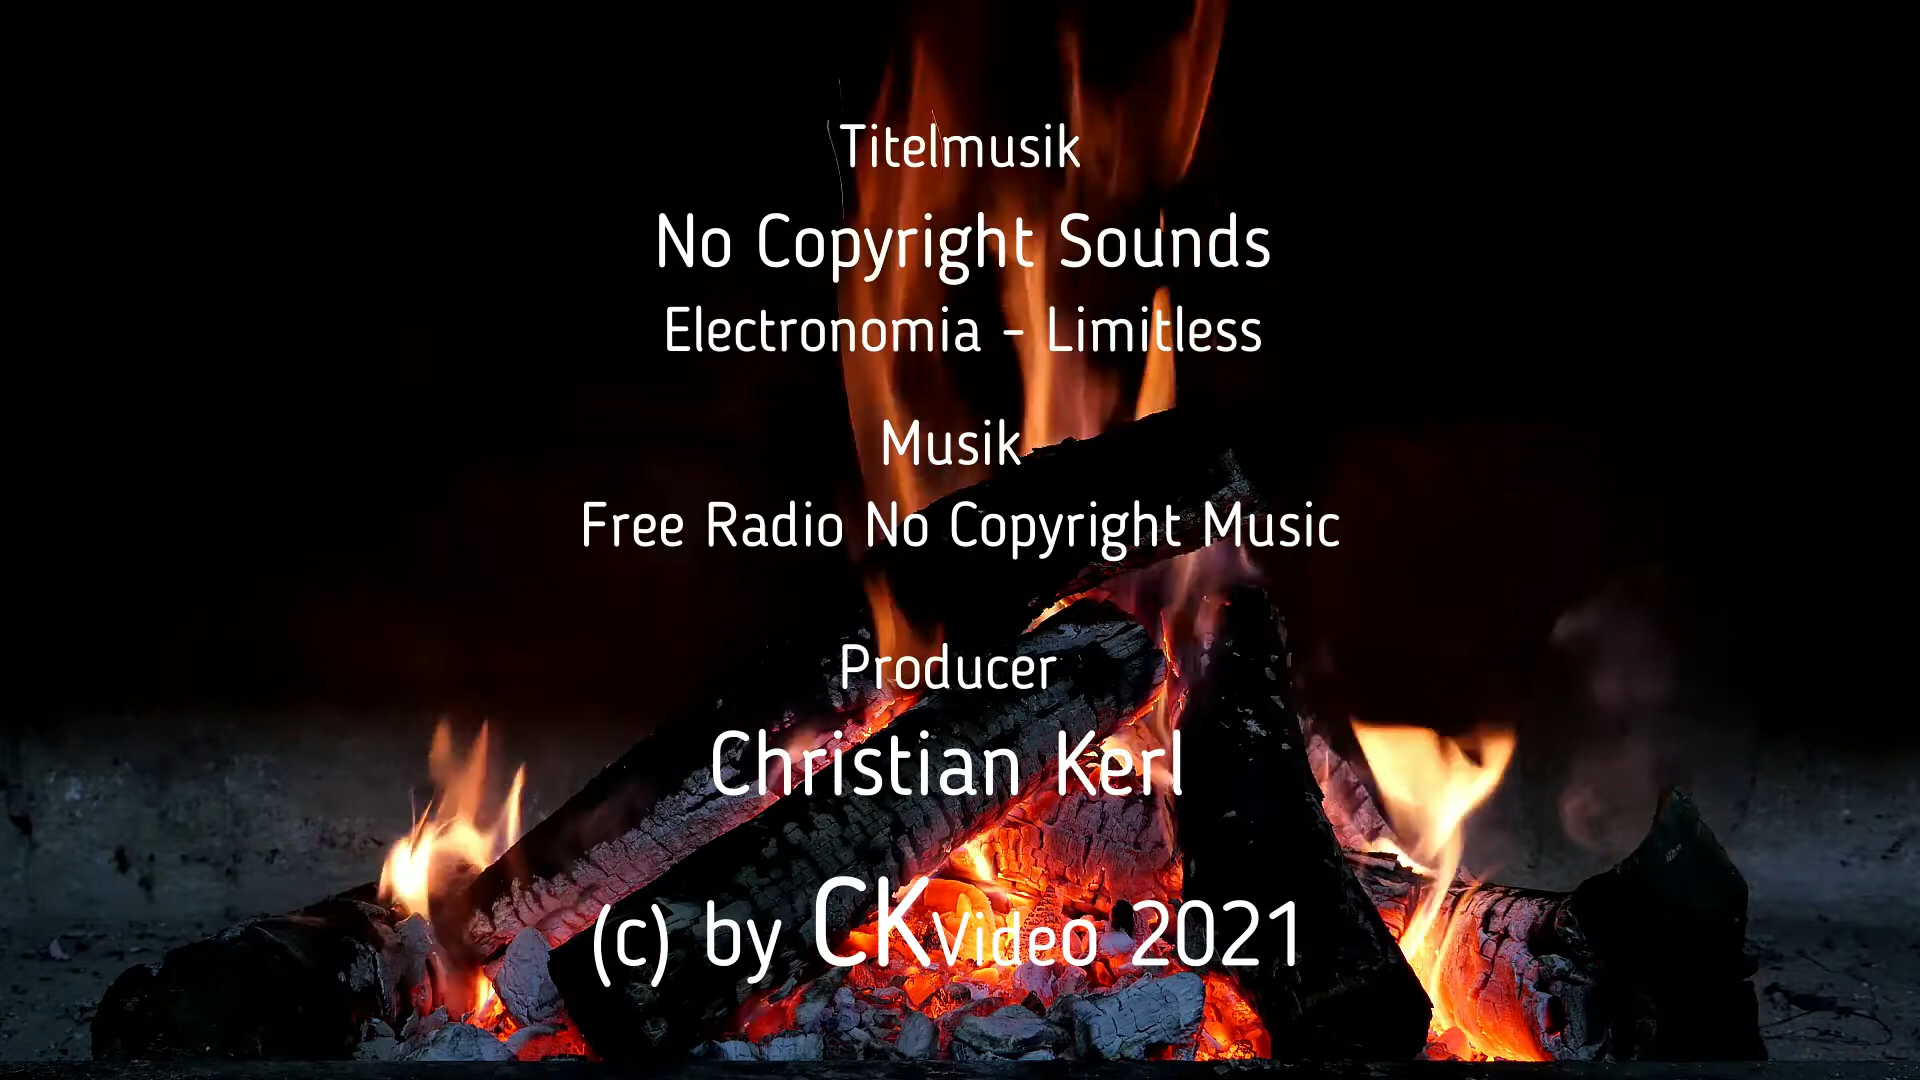 Titelmusik
No Copyright Sounds
Electronomia - Limitless
Musik
Free Radio No Copyright Music
Producer
Christian Kerl
(c) by CKVideo 2021